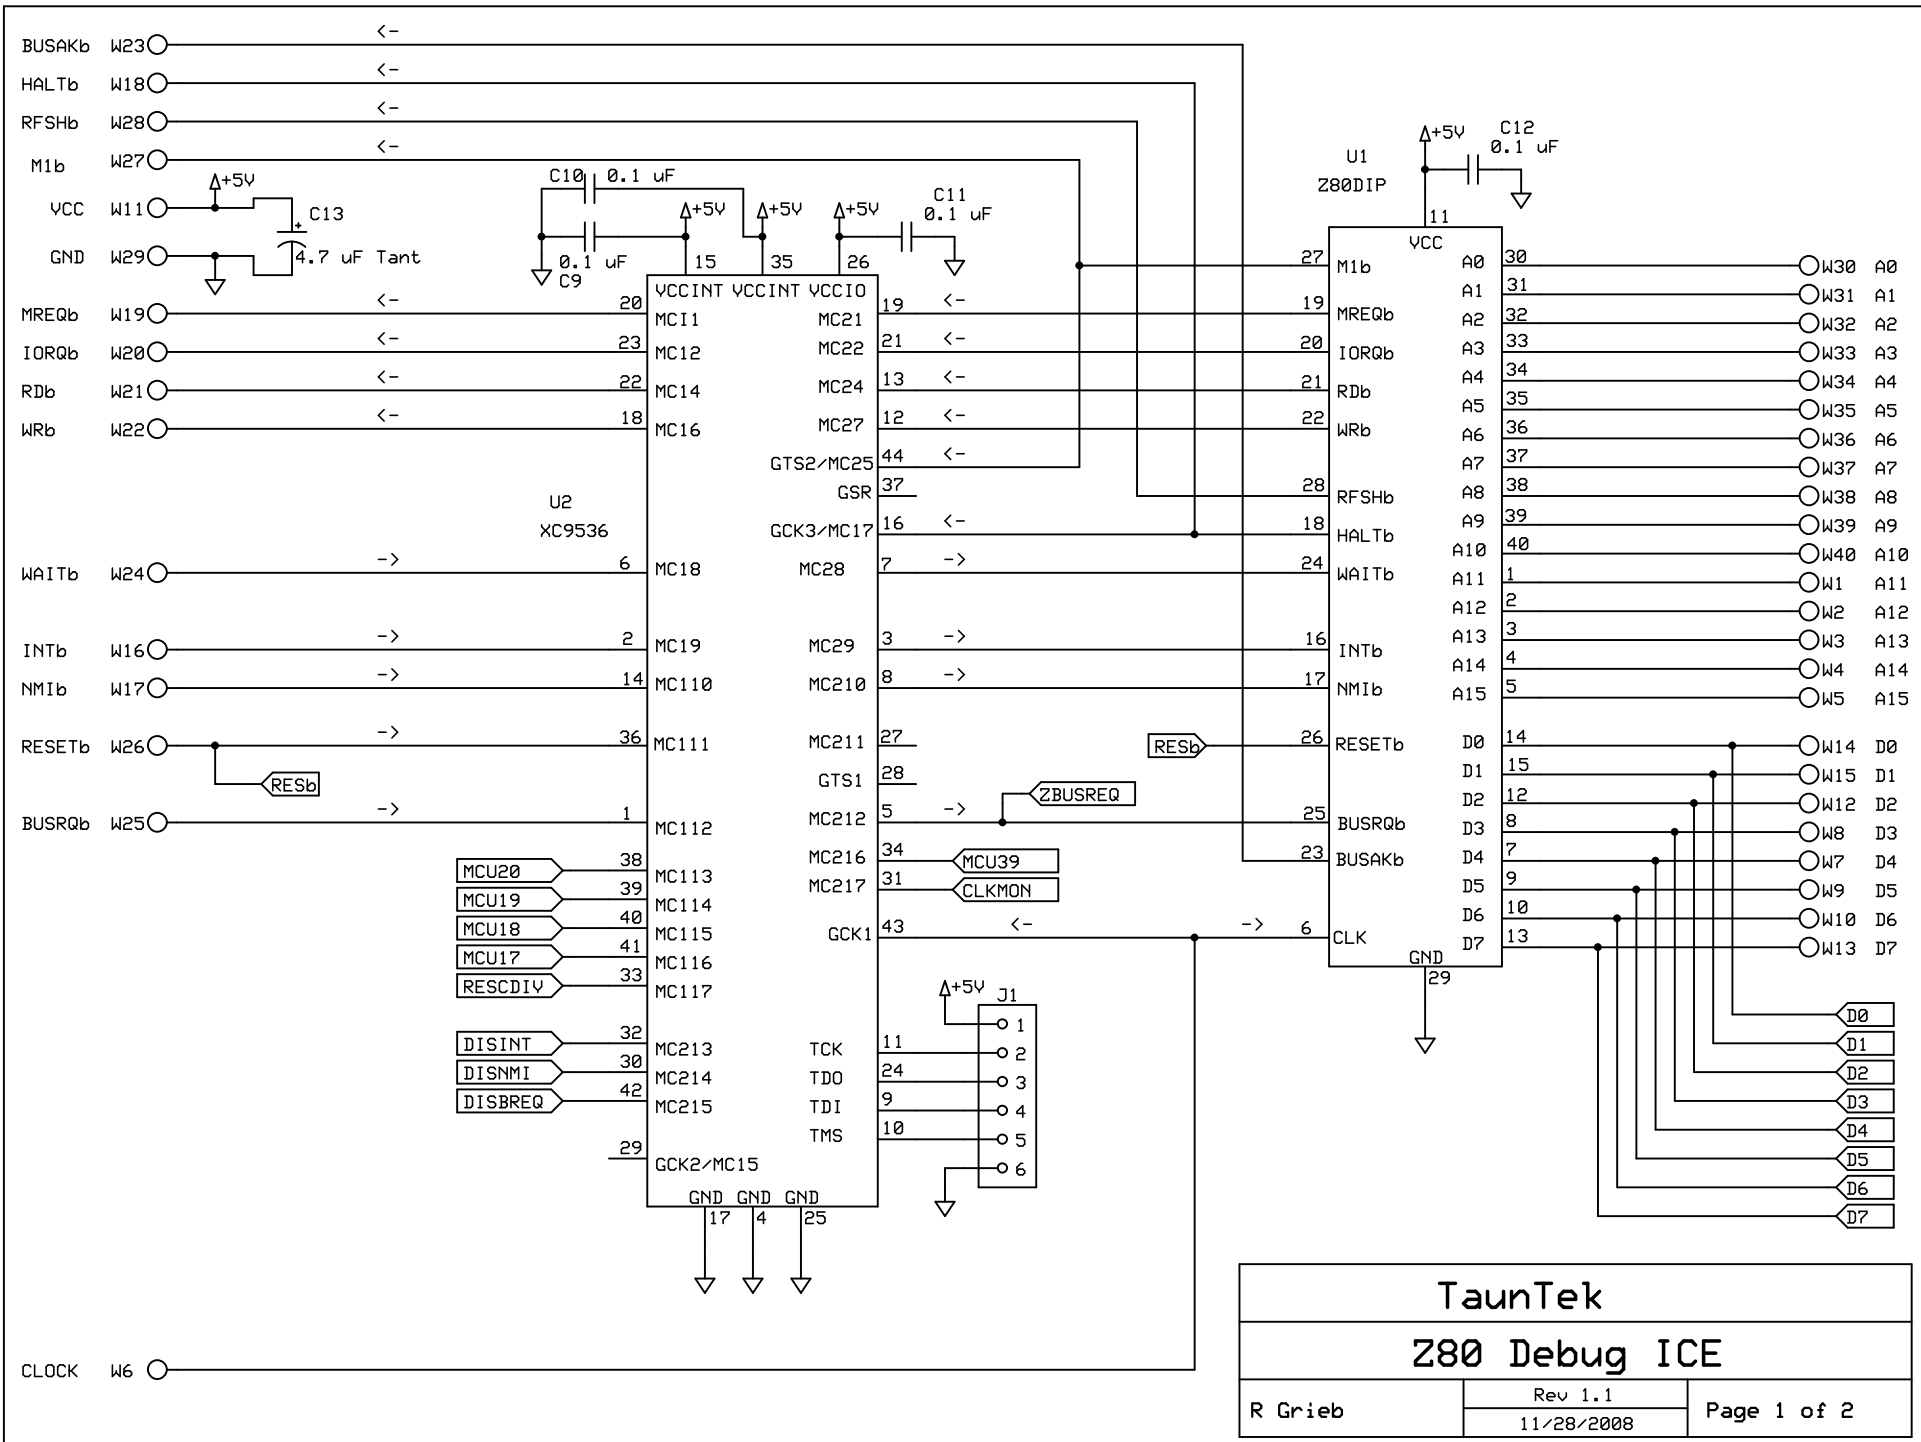 BUSAKb W23 <-
HALTb W18 <-
RFSHb W28 <-
M1b W27 <-
+5V
VCC W11
C13
+
4.7 uF Tant
GND W29
MREQb W19 <-
IORQb W20 <-
RDb W21 <-
WRb W22 <-
WAITb W24 ->
INTb W16 ->
NMIb W17 ->
RESETb W26 ->
RESb
BUSRQb W25 ->
CLOCK W6
C10 0.1 uF
0.1 uF
C9
+5V +5V +5V
C11
0.1 uF
15 35 26
VCCINT VCCINT VCCIO
U2
XC9536
20 MCI1
23 MC12
22 MC14
18 MC16
6 MC18
2 MC19
14 MC110
36 MC111
1 MC112
MCU20 38 MC113
MCU19 39 MC114
MCU18 40 MC115
MCU17 41 MC116
RESCDIV 33 MC117
DISINT 32 MC213
DISNMI 30 MC214
DISBREQ 42 MC215
29 GCK2/MC15
GND GND GND
17 4 25
MC21 19 <-
MC22 21 <-
MC24 13 <-
MC27 12 <-
GTS2/MC25 44 <-
GSR 37
GCK3/MC17 16 <-
MC28 7 ->
MC29 3 ->
MC210 8 ->
MC211 27
GTS1 28
MC212 5 ->
ZBUSREQ
MC216 34 MCU39
MC217 31 CLKMON
GCK1 43 <- ->
TCK 11
TDO 24
TDI 9
TMS 10
+5V
J1
1
2
3
4
5
6
U1
Z80DIP
+5V
C12
0.1 uF
11
VCC
27 M1b
19 MREQb
20 IORQb
21 RDb
22 WRb
28 RFSHb
18 HALTb
24 WAITb
16 INTb
17 NMIb
RESb 26 RESETb
25 BUSRQb
23 BUSAKb
6 CLK
GND
29
A0 30 W30 A0
A1 31 W31 A1
A2 32 W32 A2
A3 33 W33 A3
A4 34 W34 A4
A5 35 W35 A5
A6 36 W36 A6
A7 37 W37 A7
A8 38 W38 A8
A9 39 W39 A9
A10 40 W40 A10
A11 1 W1 A11
A12 2 W2 A12
A13 3 W3 A13
A14 4 W4 A14
A15 5 W5 A15
D0 14 W14 D0
D1 15 W15 D1
D2 12 W12 D2
D3 8 W8 D3
D4 7 W7 D4
D5 9 W9 D5
D6 10 W10 D6
D7 13 W13 D7
D0
D1
D2
D3
D4
D5
D6
D7
TaunTek
Z80 Debug ICE
R Grieb
Rev 1.1
11/28/2008
Page 1 of 2